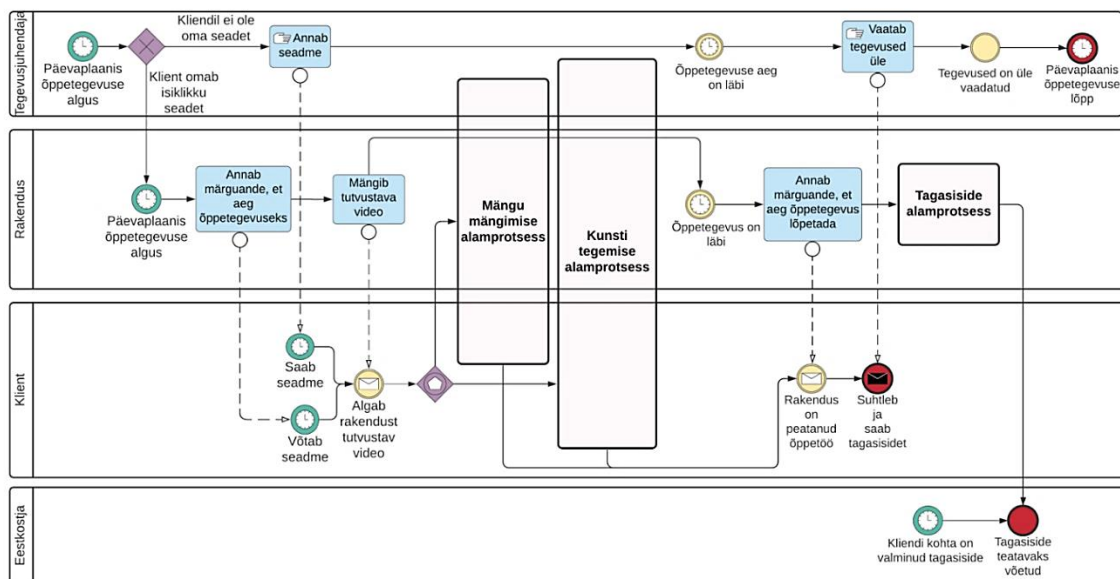 Tegevusjuhendaja
Päevaplaanis
õppetegevuse
algus
Kliendil ei ole
oma seadet
Klient omab
isiklikku
seadet
Annab
seadme
Õppetegevuse aeg
on läbi
Vaatab
tegevused
üle
Tegevused on üle
vaadatud
Päevaplaanis
õppetegevuse
lõpp
Rakendus
Päevaplaanis
õppetegevuse
algus
Annab
märguande, et
aeg
õppetegevuseks
Mängib
tutvustava
video
Mängu
mängimise
alamprotsess
Kunsti
tegemise
alamprotsess
Õppetegevus on
läbi
Annab
märguande, et
aeg õppetegevus
lõpetada
Tagasiside
alamprotsess
Klient
Saab
seadme
Võtab
seadme
Algab
rakendust
tutvustav
video
Rakendus
on
peatanud
õppetöö
Suhtleb
ja
saab
tagasisidet
Eestkostja
Kliendi kohta on
valminud tagasiside
Tagasiside
teatavaks
võetud